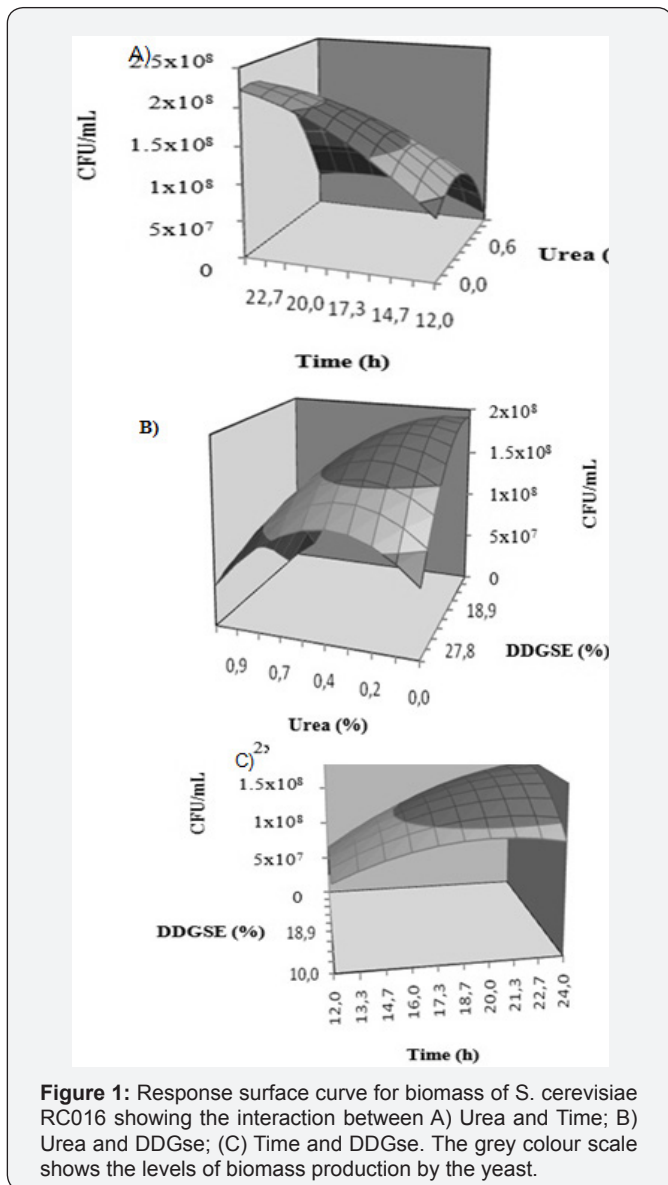 A)
2,5x10⁸
2x10⁸
1.5x10⁸
1x10⁸
5x10⁷
0
CFU/mL
22,7 20,0 17,3 14,7 12,0
Time (h)
0,6
0,0
Urea (
B)
2x10⁸
1.5x10⁸
1x10⁸
5x10⁷
0
CFU/mL
18,9
27,8
DDGSE (%)
0,9 0,7 0,4 0,2 0,0
Urea (%)
C)
1.5x10⁸
1x10⁸
5x10⁷
0
CFU/mL
DDGSE (%)
18,9
10,0
12,0 13,3 14,7 16,0 17,3 18,7 20,0 21,3 22,7 24,0
Time (h)
Figure 1: Response surface curve for biomass of S. cerevisiae
RC016 showing the interaction between A) Urea and Time; B)
Urea and DDGse; (C) Time and DDGse. The grey colour scale
shows the levels of biomass production by the yeast.